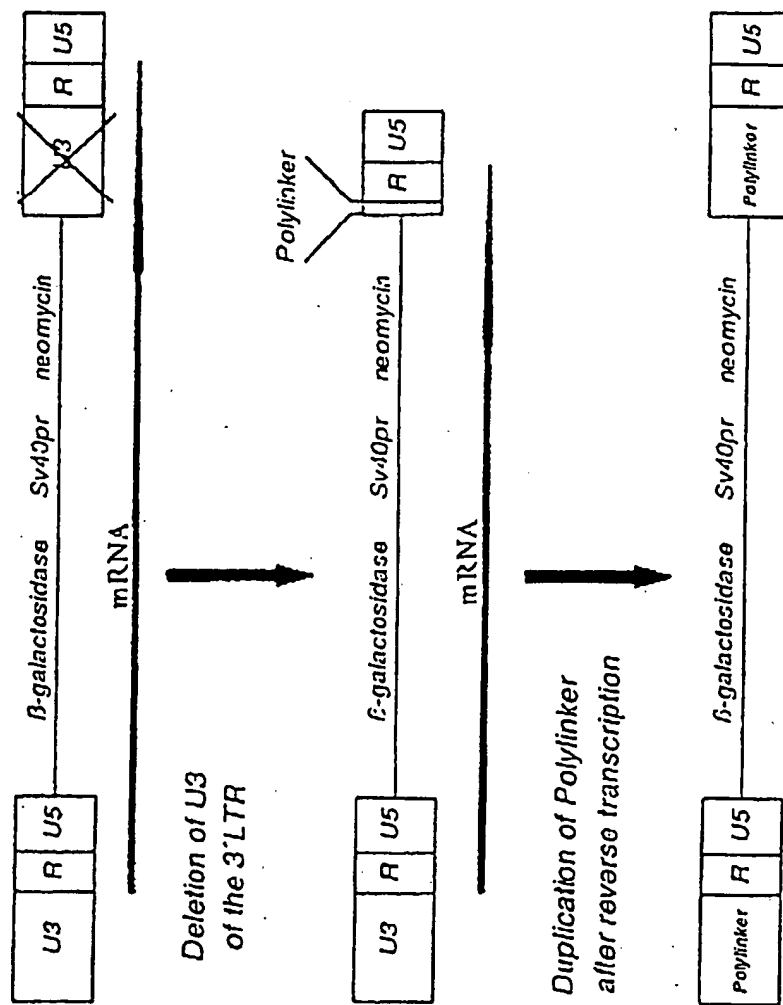 U3 R U5 ß-galactosidase Sv40pr neomycin U3 R U5
mRNA
Deletion of U3
of the 3'LTR
Polylinker
U3 R U5 ß-galactosidase Sv40pr neomycin R U5
mRNA
Duplication of Polylinker
after reverse transcription
Polylinker R U5 ß-galactosidase Sv40pr neomycin Polylinker R U5